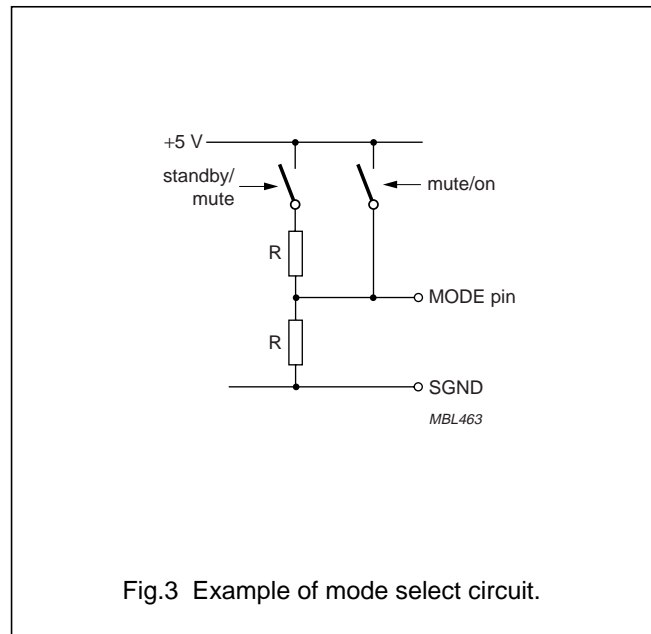 +5 V
standby/
mute
mute/on
R
MODE pin
R
SGND
MBL463
Fig.3 Example of mode select circuit.